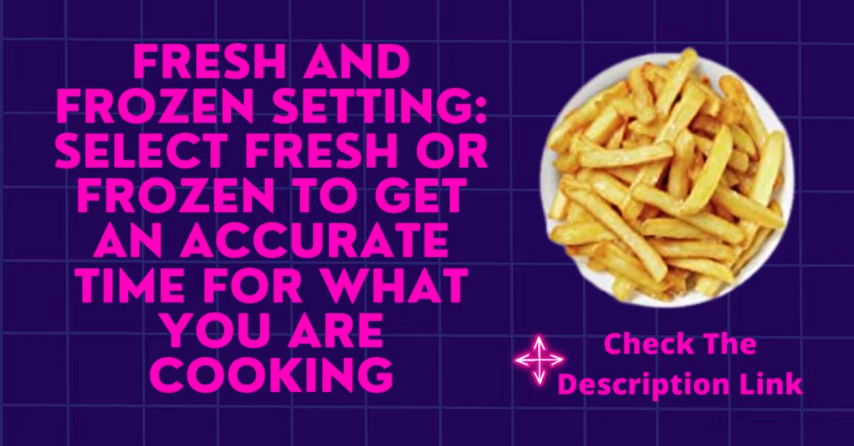 FRESH AND
FROZEN SETTING:
SELECT FRESH OR
FROZEN TO GET
AN ACCURATE
TIME FOR WHAT
YOU ARE
COOKING
Check The
Description Link